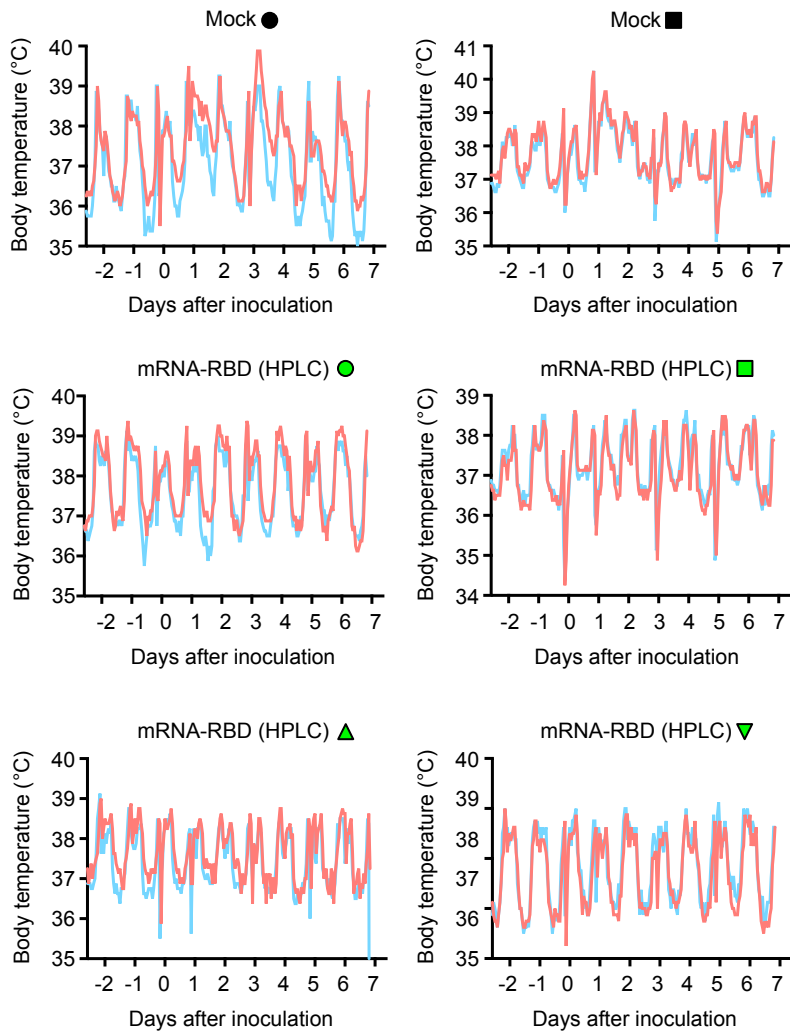 Mock
Body temperature (°C)
40
39
38
37
36
35
-2 -1 0 1 2 3 4 5 6 7
Days after inoculation
Mock
Body temperature (°C)
41
40
39
38
37
36
35
-2 -1 0 1 2 3 4 5 6 7
Days after inoculation
mRNA-RBD (HPLC)
Body temperature (°C)
40
39
38
37
36
35
-2 -1 0 1 2 3 4 5 6 7
Days after inoculation
mRNA-RBD (HPLC)
Body temperature (°C)
39
38
37
36
35
34
-2 -1 0 1 2 3 4 5 6 7
Days after inoculation
mRNA-RBD (HPLC)
Body temperature (°C)
40
39
38
37
36
35
-2 -1 0 1 2 3 4 5 6 7
Days after inoculation
mRNA-RBD (HPLC)
Body temperature (°C)
40
39
38
36
35
-2 -1 0 1 2 3 4 5 6 7
Days after inoculation